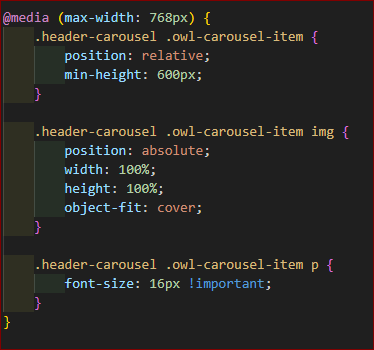 @media (max-width: 768px) {
.header-carousel .owl-carousel-item {
position: relative;
min-height: 600px;
}
.header-carousel .owl-carousel-item img {
position: absolute;
width: 100%;
height: 100%;
object-fit: cover;
}
.header-carousel .owl-carousel-item p {
font-size: 16px !important;
}
}